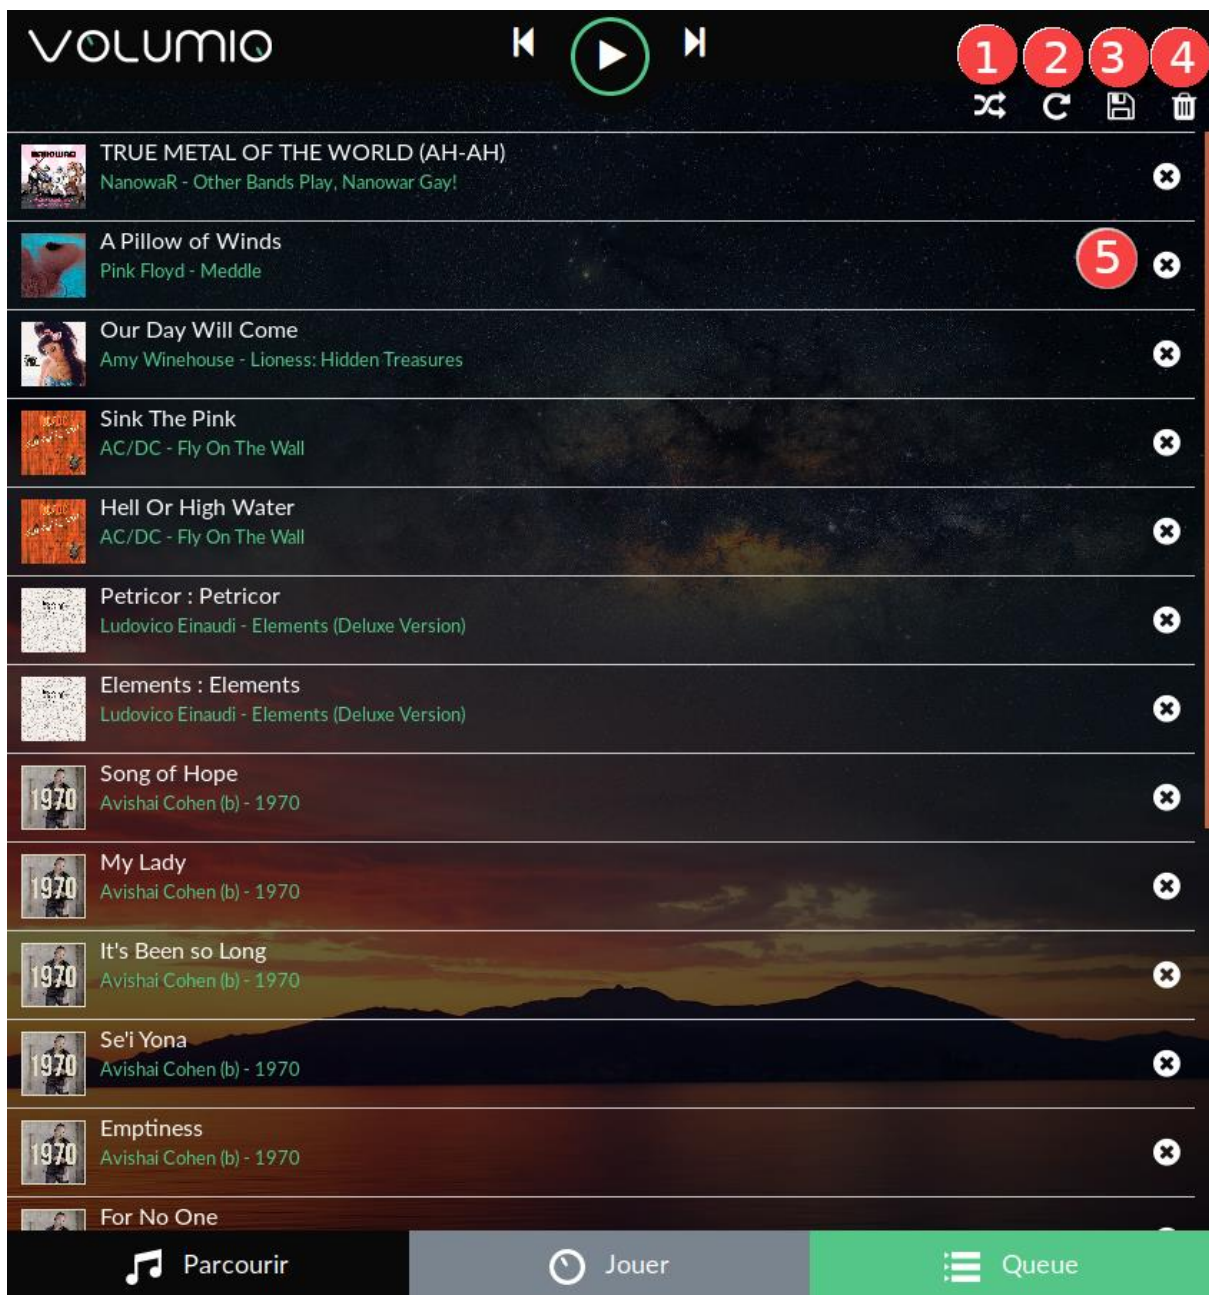 VOLUMIO
1 2 3 4
TRUE METAL OF THE WORLD (AH-AH)
NanowaR - Other Bands Play, Nanowar Gay!
A Pillow of Winds
Pink Floyd - Meddle
5
Our Day Will Come
Amy Winehouse - Lioness: Hidden Treasures
Sink The Pink
AC/DC - Fly On The Wall
Hell Or High Water
AC/DC - Fly On The Wall
Petricor : Petricor
Ludovico Einaudi - Elements (Deluxe Version)
Elements : Elements
Ludovico Einaudi - Elements (Deluxe Version)
1970
Song of Hope
Avishai Cohen (b) - 1970
1970
My Lady
Avishai Cohen (b) - 1970
1970
It's Been so Long
Avishai Cohen (b) - 1970
1970
Se'i Yona
Avishai Cohen (b) - 1970
1970
Emptiness
Avishai Cohen (b) - 1970
For No One
Parcourir
Jouer
Queue